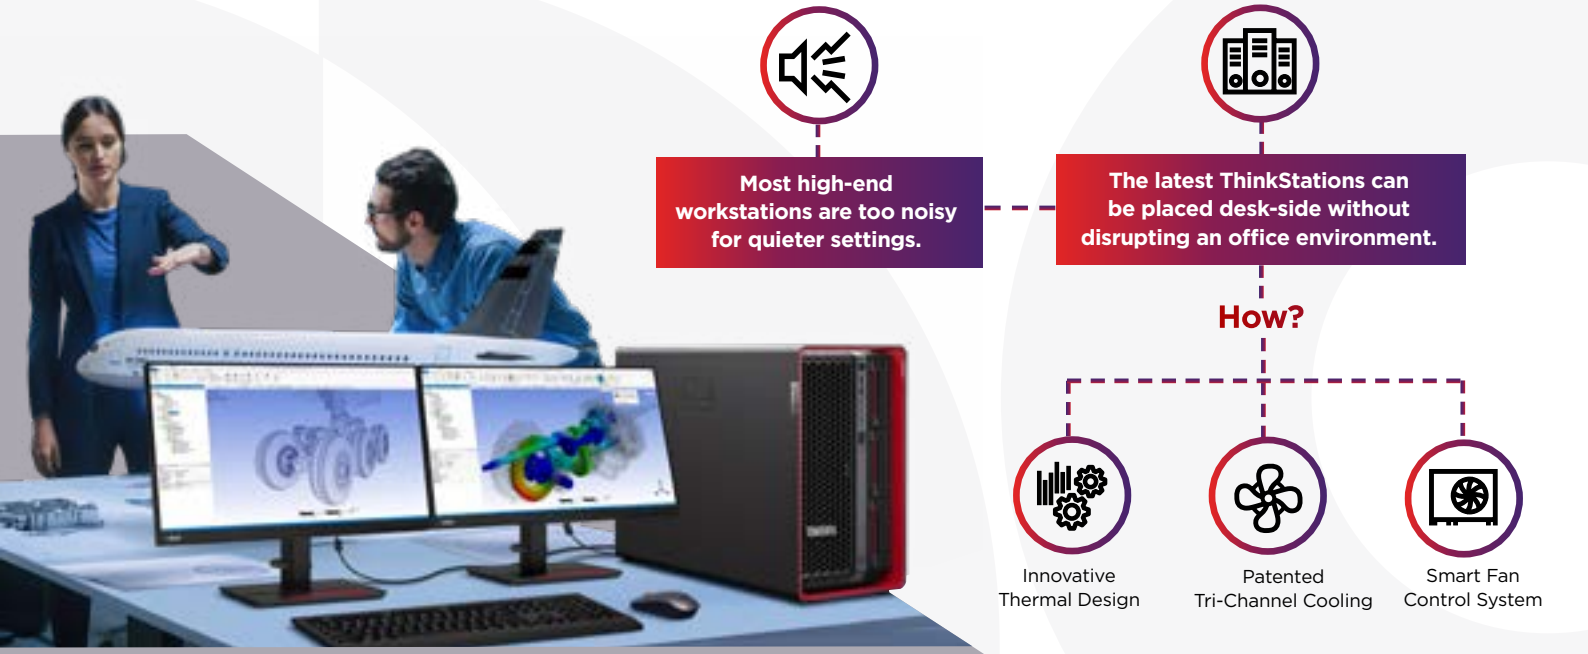 Most high-end
workstations are too noisy
for quieter settings.
The latest ThinkStations can
be placed desk-side without
disrupting an office environment.
How?
Innovative
Thermal Design
Patented
Tri-Channel Cooling
Smart Fan
Control System